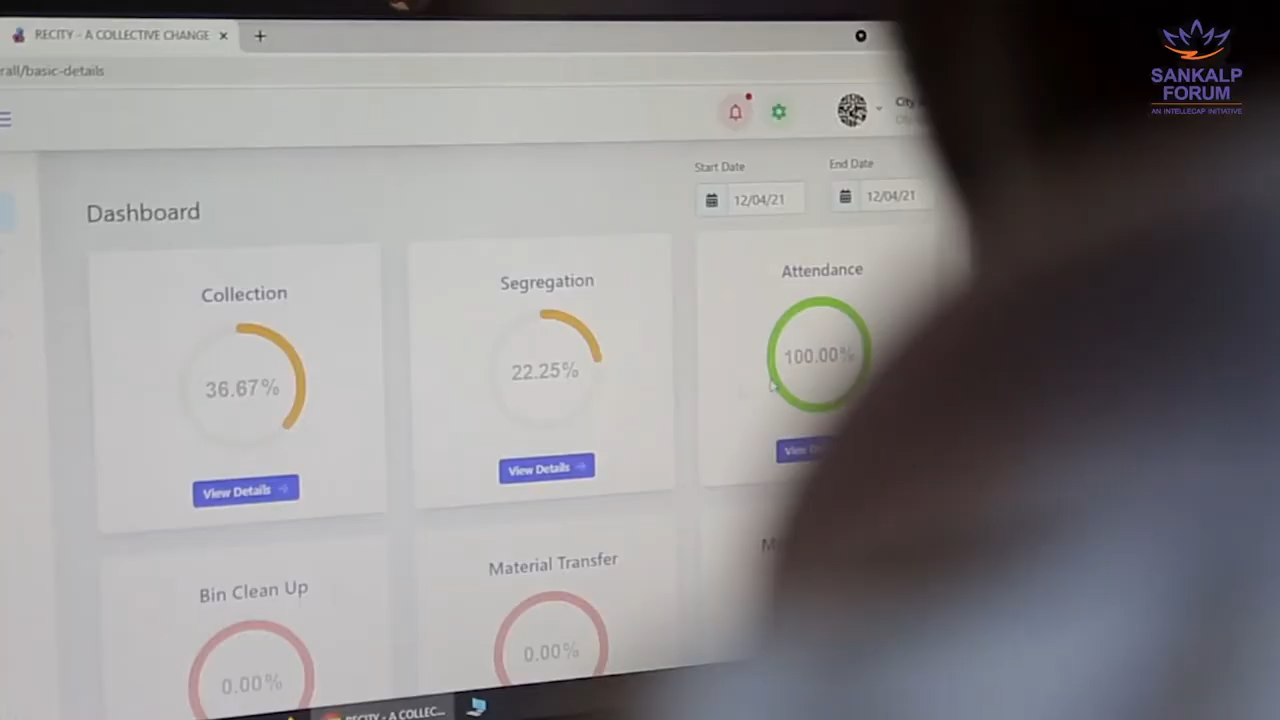 RECITY - A COLLECTIVE CHANGE
rall/basic-details
SANKALP
FORUM
AN INTELLECAP INITIATIVE
City
Start Date
End Date
12/04/21
12/04/21
Dashboard
Collection
36.67%
View Details
Segregation
22.25%
View Details
Attendance
100.00%
View
Bin Clean Up
0.00%
Material Transfer
0.00%
M
RECITY - A COLLEC...